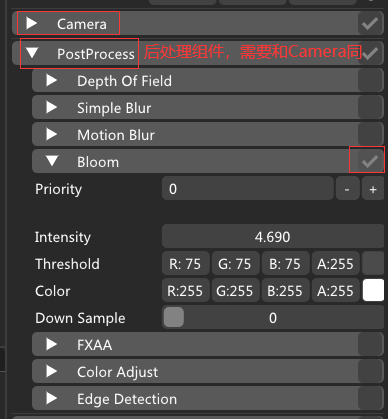 Camera
PostProcess 后处理组件，需要和Camera同
Depth Of Field
Simple Blur
Motion Blur
Bloom
Priority 0 - +
Intensity 4.690
Threshold R: 75 G: 75 B: 75 A:255
Color R:255 G:255 B:255 A:255
Down Sample 0
FXAA
Color Adjust
Edge Detection